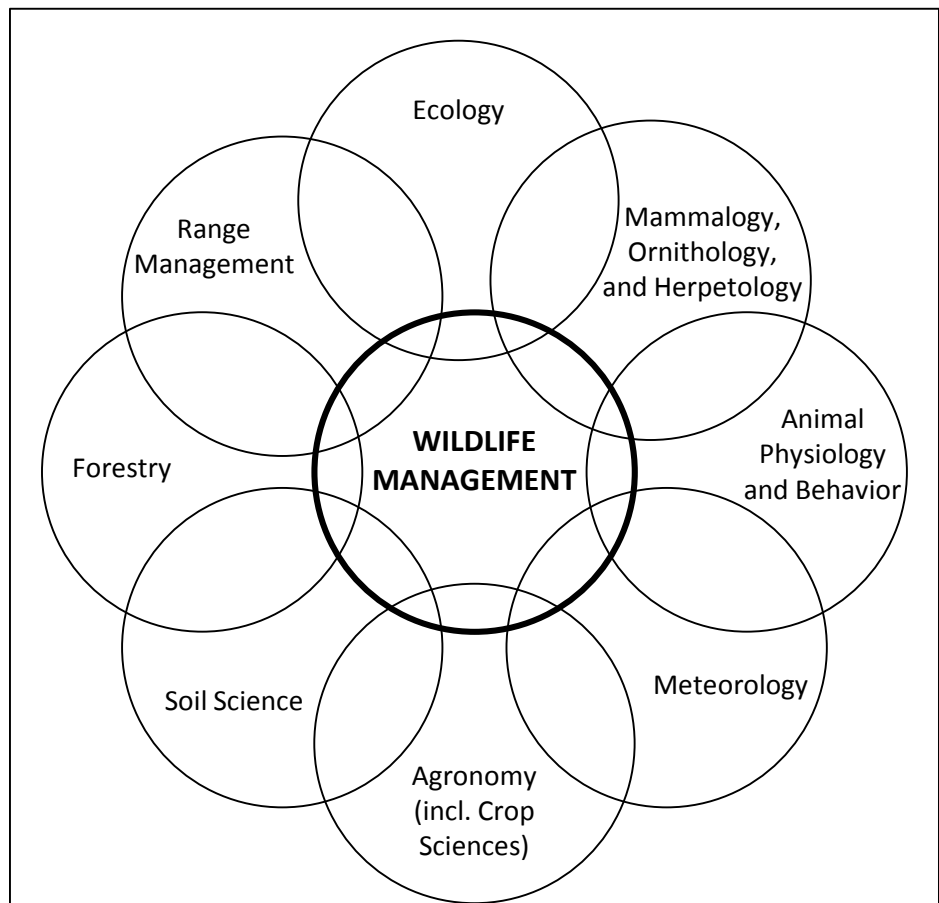 Ecology
Mammalogy,
Ornithology,
and Herpetology
Range
Management
Animal
Physiology
and Behavior
WILDLIFE
MANAGEMENT
Forestry
Meteorology
Soil Science
Agronomy
(incl. Crop
Sciences)